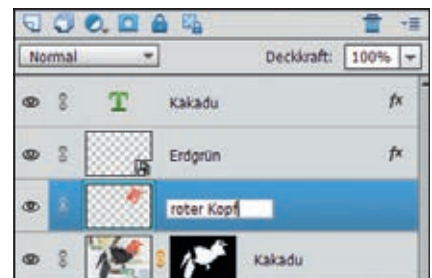 Normal Deckkraft: 100%
T Kakadu fx
Erdgrün fx
roter Kopf
Kakadu